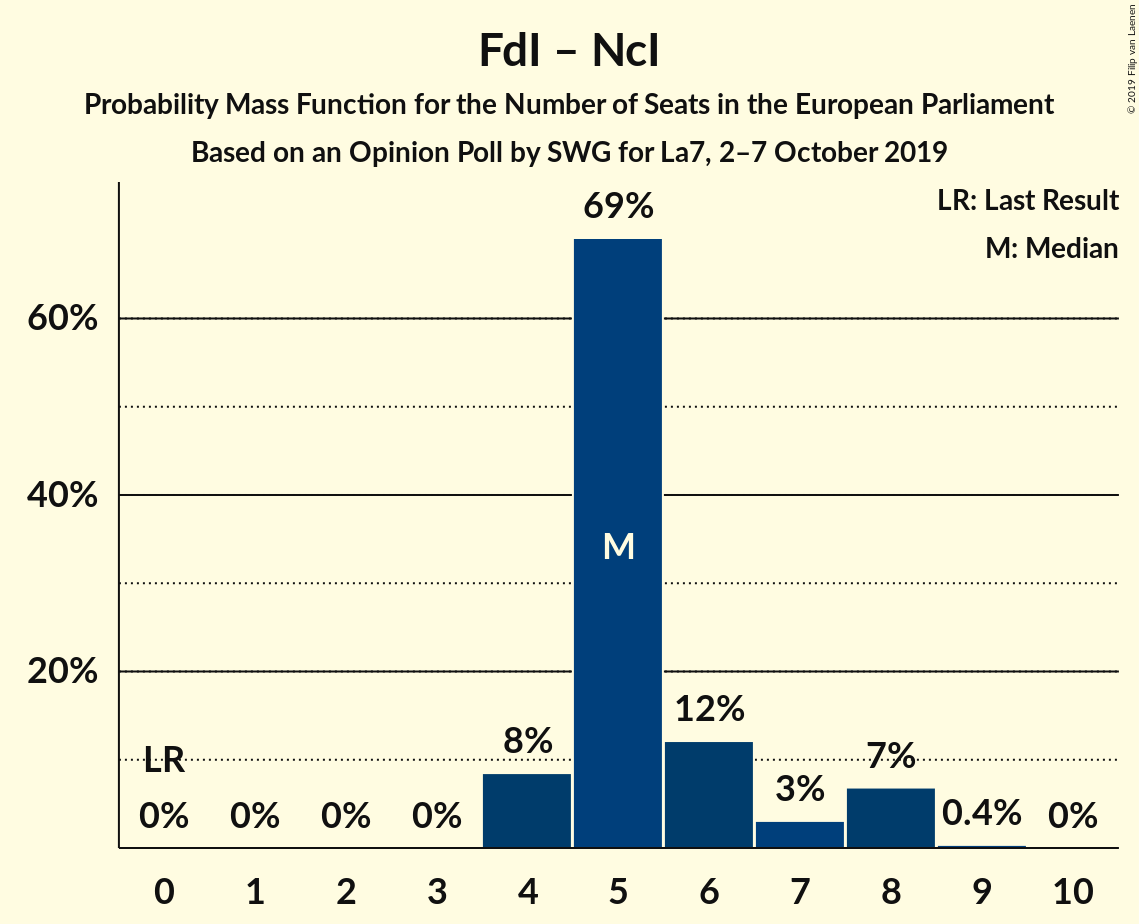 FdI – NcI
Probability Mass Function for the Number of Seats in the European Parliament
Based on an Opinion Poll by SWG for La7, 2–7 October 2019
© 2019 Filip van Laenen
LR: Last Result
M: Median
69%
60%
40%
M
20%
12%
8%
LR
7%
3%
0% 0% 0% 0% 0.4% 0%
0 1 2 3 4 5 6 7 8 9 10